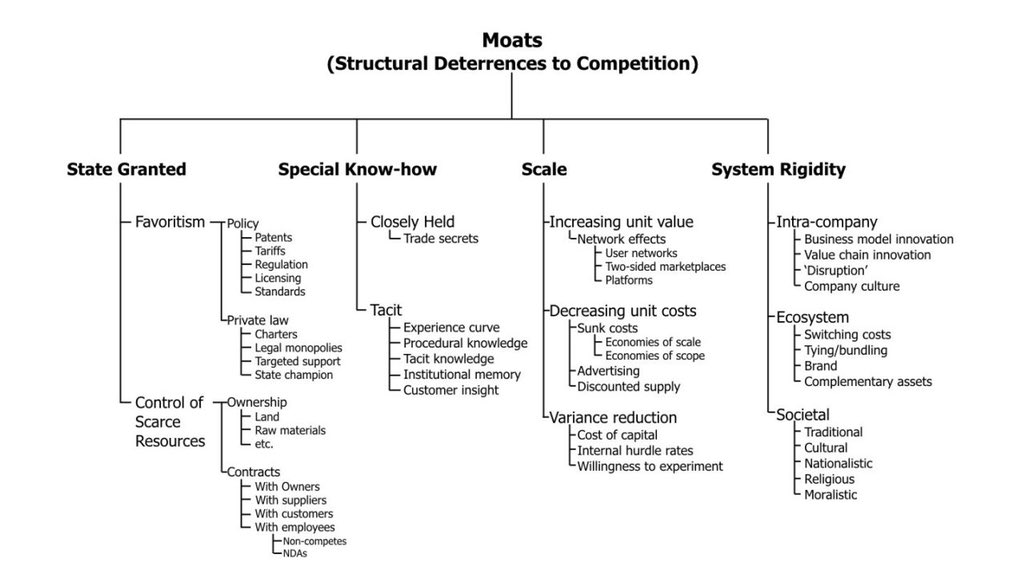 Moats
(Structural Deterrences to Competition)
State Granted
Favoritism
Policy
Patents
Tariffs
Regulation
Licensing
Standards
Private law
Charters
Legal monopolies
Targeted support
State champion
Control of
Scarce
Resources
Ownership
Land
Raw materials
etc.
Contracts
With Owners
With suppliers
With customers
With employees
Non-competes
NDAs
Special Know-how
Closely Held
Trade secrets
Tacit
Experience curve
Procedural knowledge
Tacit knowledge
Institutional memory
Customer insight
Scale
Increasing unit value
Network effects
User networks
Two-sided marketplaces
Platforms
Decreasing unit costs
Sunk costs
Economies of scale
Economies of scope
Advertising
Discounted supply
Variance reduction
Cost of capital
Internal hurdle rates
Willingness to experiment
System Rigidity
Intra-company
Business model innovation
Value chain innovation
‘Disruption’
Company culture
Ecosystem
Switching costs
Tying/bundling
Brand
Complementary assets
Societal
Traditional
Cultural
Nationalistic
Religious
Moralistic